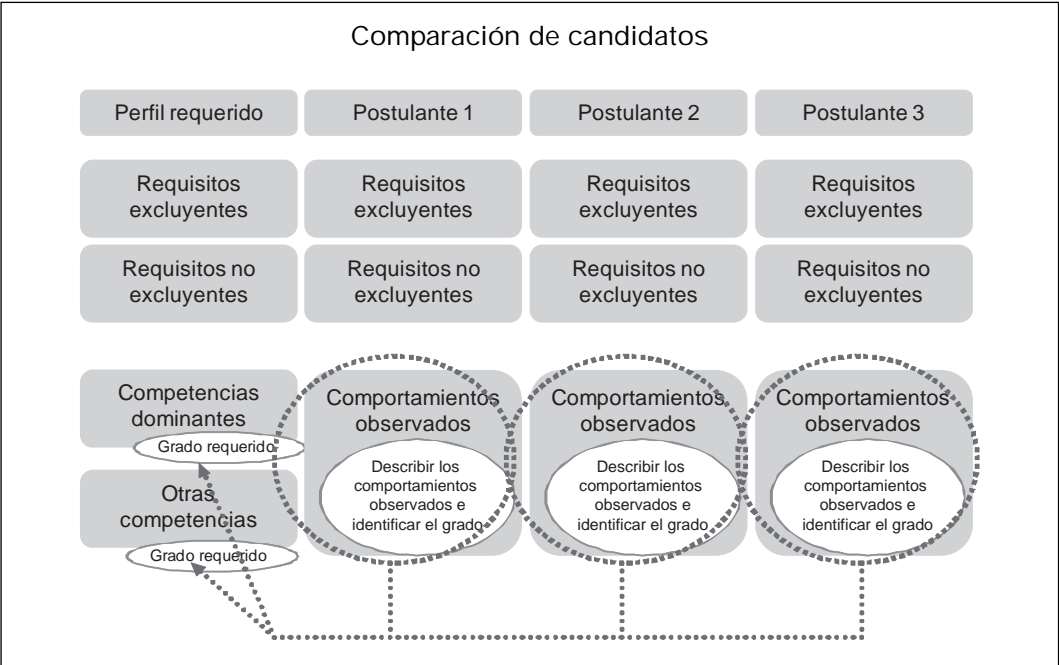 Comparación de candidatos
Perfil requerido
Postulante 1
Postulante 2
Postulante 3
Requisitos
excluyentes
Requisitos
excluyentes
Requisitos
excluyentes
Requisitos
excluyentes
Requisitos no
excluyentes
Requisitos no
excluyentes
Requisitos no
excluyentes
Requisitos no
excluyentes
Competencias
dominantes
Grado requerido
Otras
competencias
Grado requerido
Comportamientos
observados
Describir los
comportamientos
observados e
identificar el grado
Comportamientos
observados
Describir los
comportamientos
observados e
identificar el grado
Comportamientos
observados
Describir los
comportamientos
observados e
identificar el grado